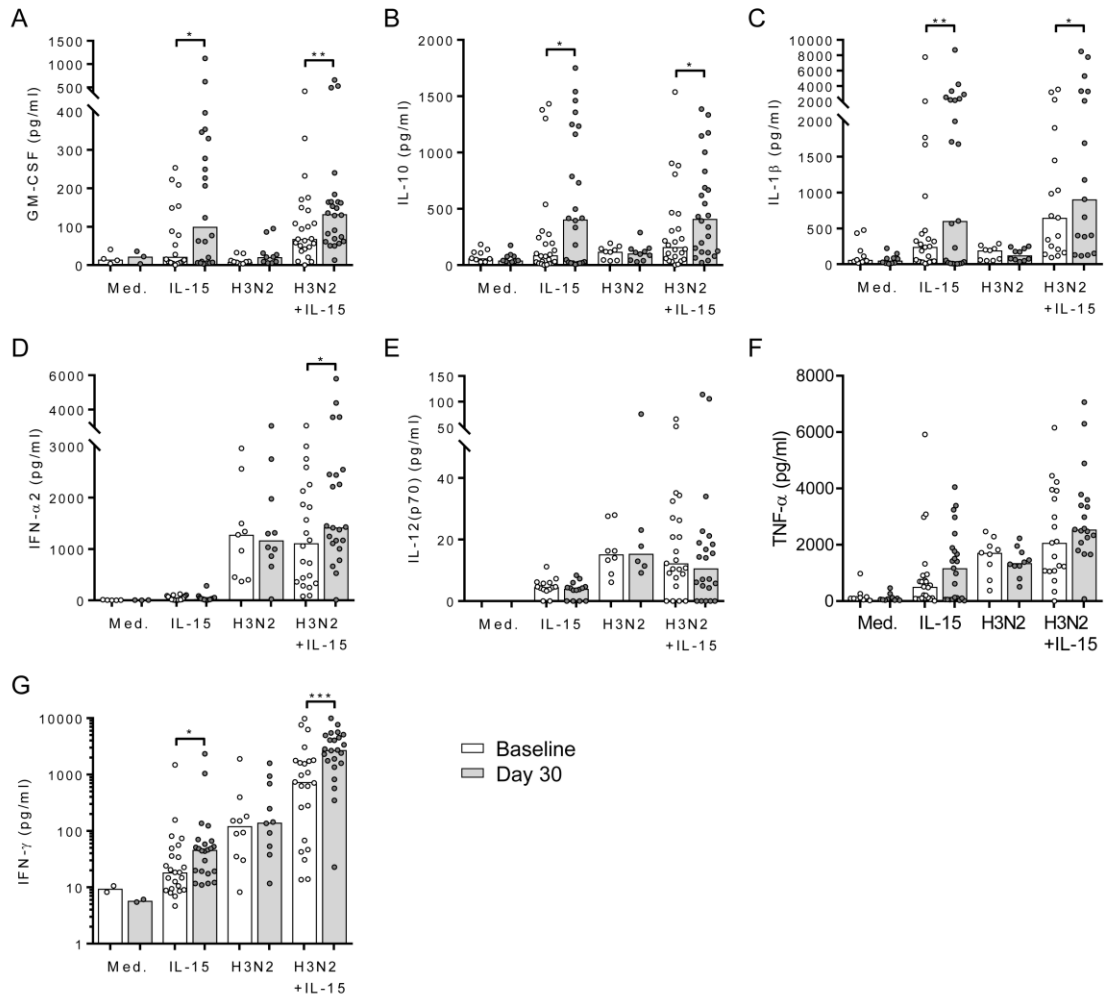 A
GM-CSF (pg/ml)
1500
1000
500
400
300
200
100
0
*
**
Med.
IL-15
H3N2
H3N2
+IL-15
B
IL-10 (pg/ml)
2000
1500
1000
500
0
*
*
Med.
IL-15
H3N2
H3N2
+IL-15
C
IL-1β (pg/ml)
10000
8000
6000
4000
2000
1500
1000
500
0
**
*
Med.
IL-15
H3N2
H3N2
+IL-15
D
IFN-α2 (pg/ml)
6000
4000
3000
2000
1000
0
*
Med.
IL-15
H3N2
H3N2
+IL-15
E
IL-12(p70) (pg/ml)
150
100
50
40
20
0
Med.
IL-15
H3N2
H3N2
+IL-15
F
TNF-α (pg/ml)
8000
6000
4000
2000
0
Med.
IL-15
H3N2
H3N2
+IL-15
G
IFN-γ (pg/ml)
10000
1000
100
10
1
*
***
Med.
IL-15
H3N2
H3N2
+IL-15
Baseline
Day 30